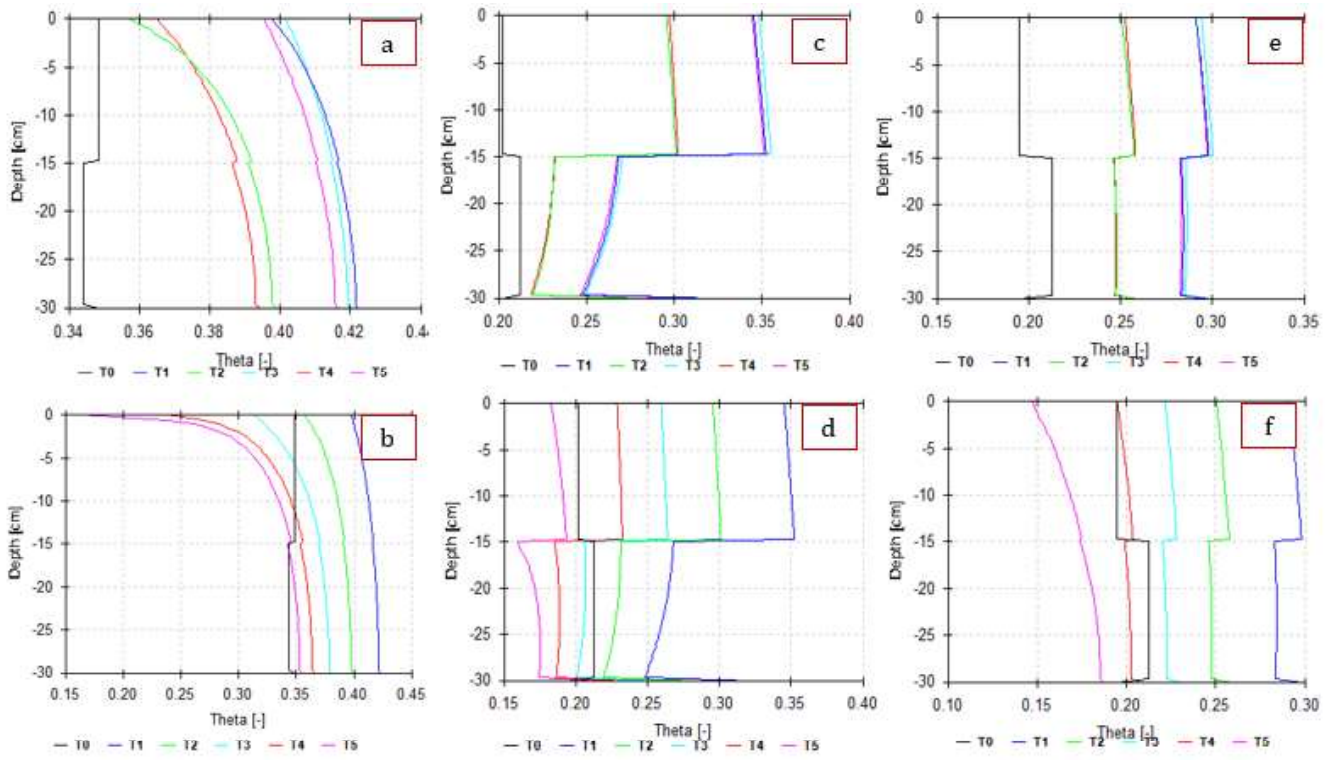 a
0
-5
-10
-15
-20
-25
-30
Depth [cm]
0.34 0.36 0.38 0.40 0.42 0.44
Theta [-]
T0 T1 T2 T3 T4 T5
c
0
-5
-10
-15
-20
-25
-30
Depth [cm]
0.20 0.25 0.30 0.35 0.40
Theta [-]
T0 T1 T2 T3 T4 T5
e
0
-5
-10
-15
-20
-25
-30
Depth [cm]
0.15 0.20 0.25 0.30 0.35
Theta [-]
T0 T1 T2 T3 T4 T5
b
0
-5
-10
-15
-20
-25
-30
Depth [cm]
0.15 0.20 0.25 0.30 0.35 0.40 0.45
Theta [-]
T0 T1 T2 T3 T4 T5
d
0
-5
-10
-15
-20
-25
-30
Depth [cm]
0.15 0.20 0.25 0.30 0.35 0.40
Theta [-]
T0 T1 T2 T3 T4 T5
f
0
-5
-10
-15
-20
-25
-30
Depth [cm]
0.10 0.15 0.20 0.25 0.30
Theta [-]
T0 T1 T2 T3 T4 T5